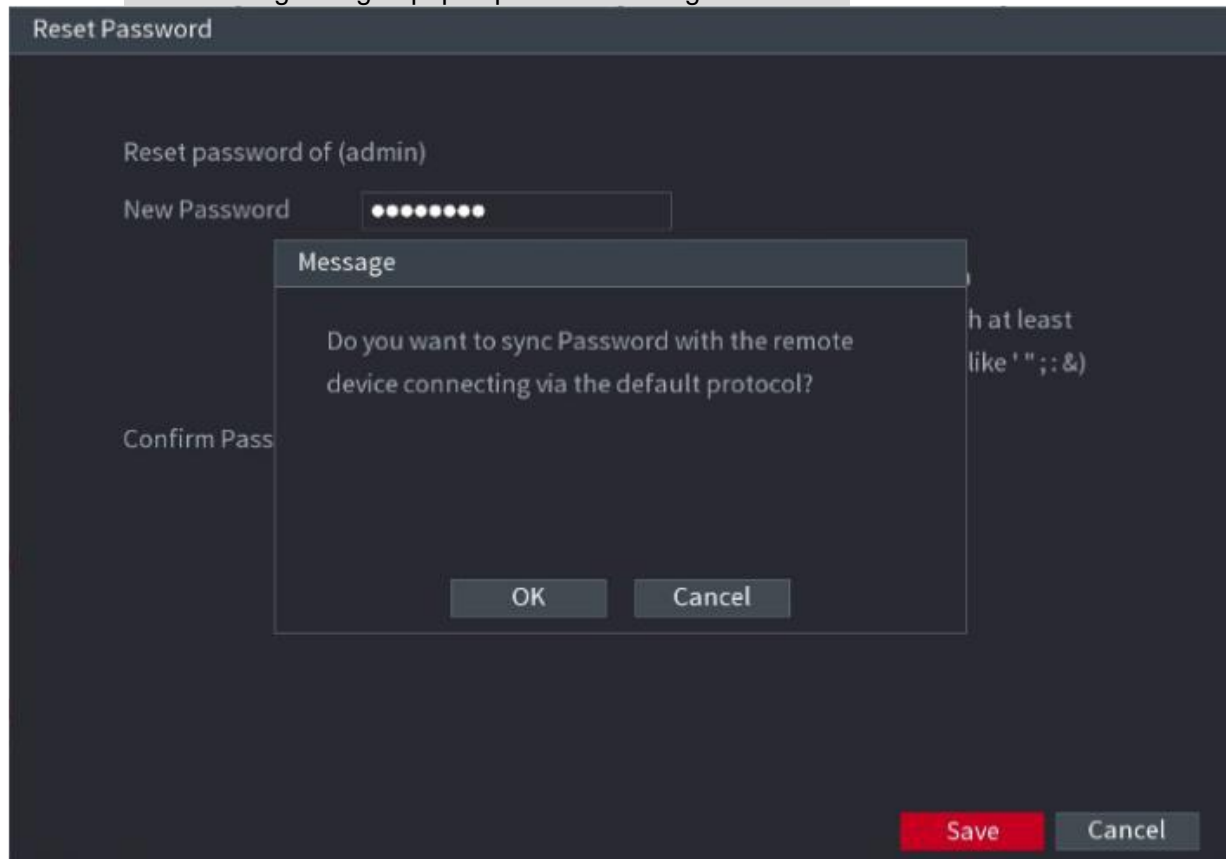 Reset Password
Reset password of (admin)
New Password
Message
Do you want to sync Password with the remote
device connecting via the default protocol?
h at least
like ' " ; : &)
Confirm Pass
OK Cancel
Save Cancel